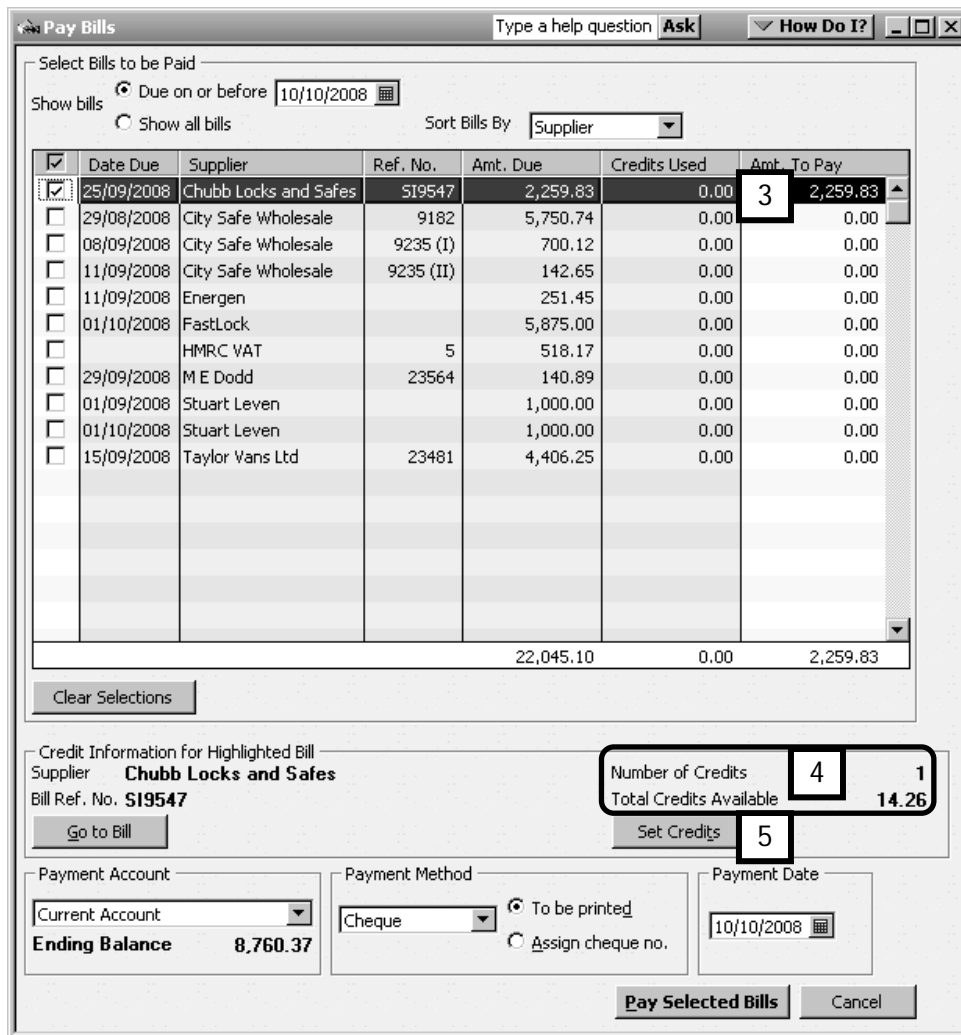 Pay Bills Type a help question Ask How Do I?
Select Bills to be Paid
Show bills Due on or before 10/10/2008
Show all bills Sort Bills By Supplier
Date Due Supplier Ref. No. Amt. Due Credits Used Amt. To Pay
25/09/2008 Chubb Locks and Safes SI9547 2,259.83 0.00 3 2,259.83
29/08/2008 City Safe Wholesale 9182 5,750.74 0.00 0.00
08/09/2008 City Safe Wholesale 9235 (I) 700.12 0.00 0.00
11/09/2008 City Safe Wholesale 9235 (II) 142.65 0.00 0.00
11/09/2008 Energen 251.45 0.00 0.00
01/10/2008 FastLock 5,875.00 0.00 0.00
HMRC VAT 5 518.17 0.00 0.00
29/09/2008 M E Dodd 23564 140.89 0.00 0.00
01/09/2008 Stuart Leven 1,000.00 0.00 0.00
01/10/2008 Stuart Leven 1,000.00 0.00 0.00
15/09/2008 Taylor Vans Ltd 23481 4,406.25 0.00 0.00
22,045.10 0.00 2,259.83
Clear Selections
Credit Information for Highlighted Bill
Supplier Chubb Locks and Safes Number of Credits 4 1
Bill Ref. No. SI9547 Total Credits Available 14.26
Go to Bill Set Credits 5
Payment Account Payment Method Payment Date
Current Account Cheque To be printed 10/10/2008
Ending Balance 8,760.37 Assign cheque no.
Pay Selected Bills Cancel